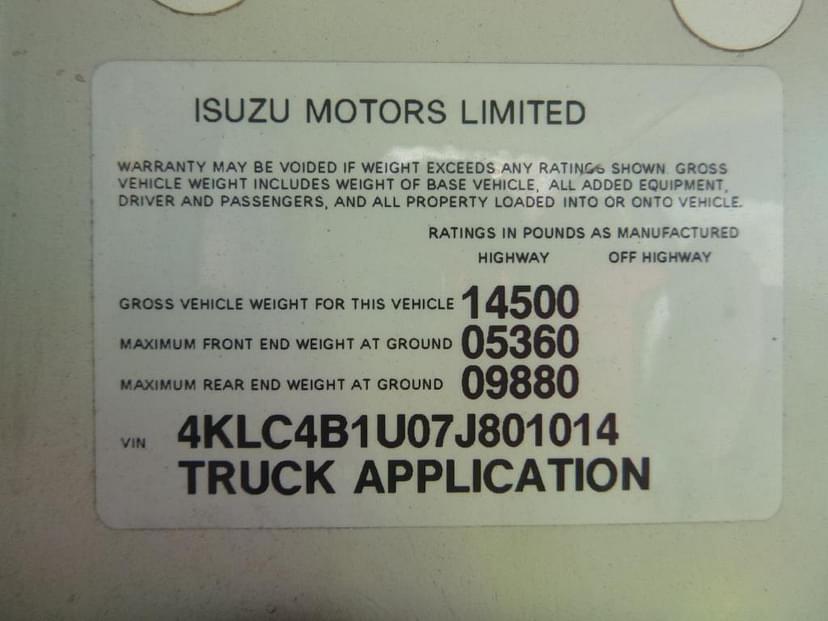 ISUZU MOTORS LIMITED
WARRANTY MAY BE VOIDED IF WEIGHT EXCEEDS ANY RATINGS SHOWN. GROSS
VEHICLE WEIGHT INCLUDES WEIGHT OF BASE VEHICLE, ALL ADDED EQUIPMENT,
DRIVER AND PASSENGERS, AND ALL PROPERTY LOADED INTO OR ONTO VEHICLE.
RATINGS IN POUNDS AS MANUFACTURED
HIGHWAY OFF HIGHWAY
GROSS VEHICLE WEIGHT FOR THIS VEHICLE 14500
MAXIMUM FRONT END WEIGHT AT GROUND 05360
MAXIMUM REAR END WEIGHT AT GROUND 09880
VIN 4KLC4B1U07J801014
TRUCK APPLICATION